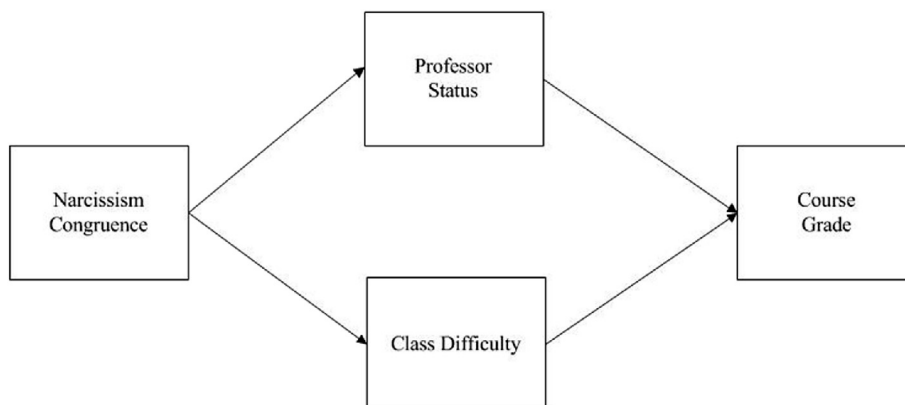 Professor
Status
Narcissism
Congruence
Course
Grade
Class Difficulty